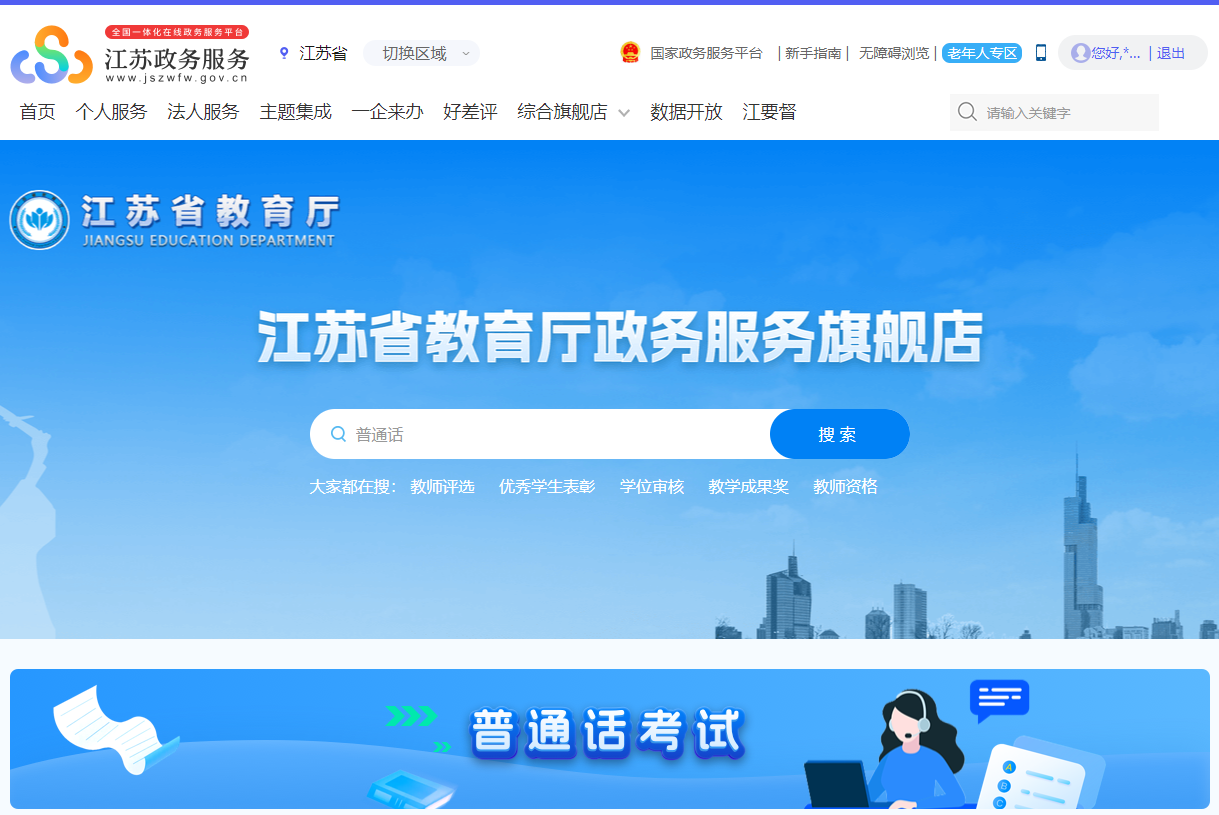 全国一体化在线政务服务平台
江苏政务服务
www.jszwfw.gov.cn
江苏省 切换区域
国家政务服务平台 | 新手指南 | 无障碍浏览 | 老年人专区 您好,*... | 退出
首页 个人服务 法人服务 主题集成 一企来办 好差评 综合旗舰店 数据开放 江要督
请输入关键字
江苏省教育厅
JIANGSU EDUCATION DEPARTMENT
江苏省教育厅政务服务旗舰店
普通话 搜 索
大家都在搜： 教师评选 优秀学生表彰 学位审核 教学成果奖 教师资格
普通话考试
A
B
C